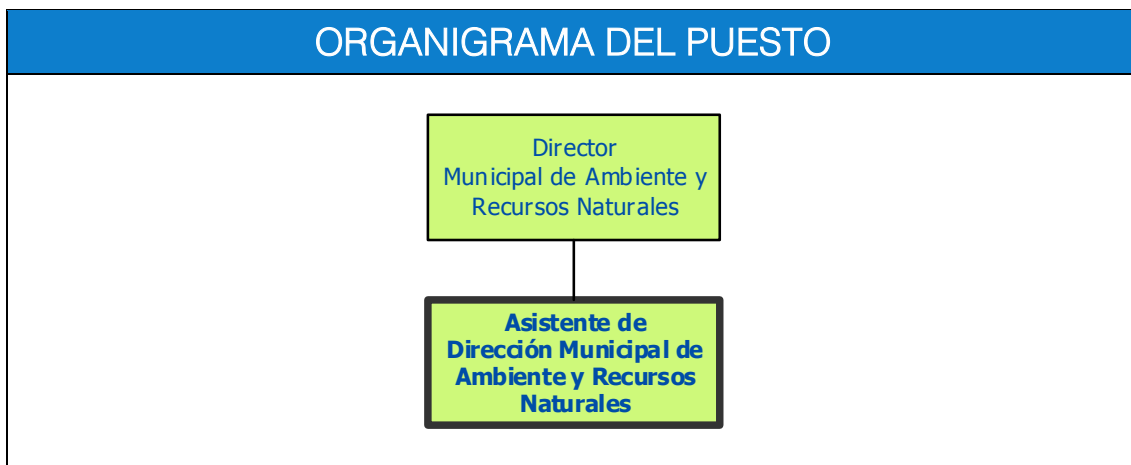 ORGANIGRAMA DEL PUESTO
Director
Municipal de Ambiente y
Recursos Naturales
Asistente de
Dirección Municipal de
Ambiente y Recursos
Naturales